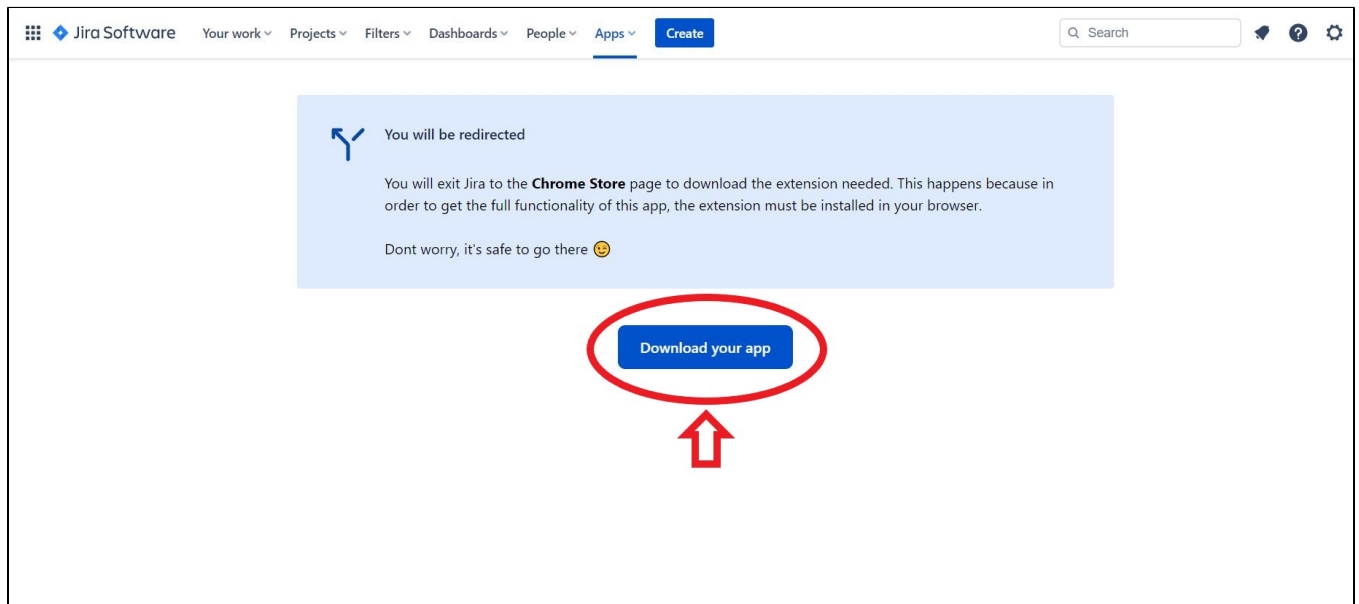 Jira Software Your work Projects Filters Dashboards People Apps Create Search
You will be redirected
You will exit Jira to the Chrome Store page to download the extension needed. This happens because in
order to get the full functionality of this app, the extension must be installed in your browser.
Dont worry, it's safe to go there 😉
Download your app